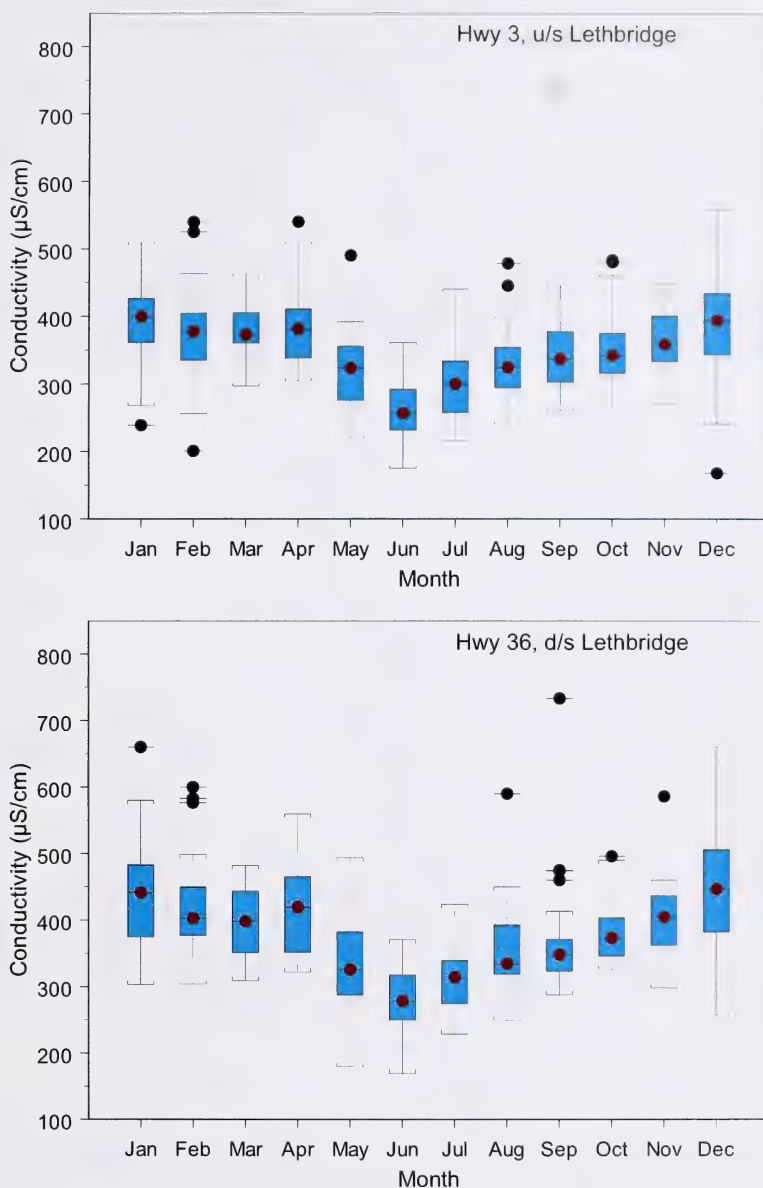 Hwy 3, u/s Lethbridge
Conductivity (µS/cm)
800
700
600
500
400
300
200
100
Jan Feb Mar Apr May Jun Jul Aug Sep Oct Nov Dec
Month
Hwy 36, d/s Lethbridge
Conductivity (µS/cm)
800
700
600
500
400
300
200
100
Jan Feb Mar Apr May Jun Jul Aug Sep Oct Nov Dec
Month